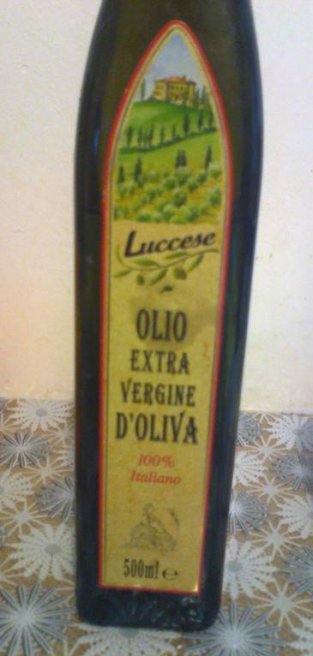 Luccese
OLIO
EXTRA
VERGINE
D'OLIVA
100%
Italiano
500ml ℮